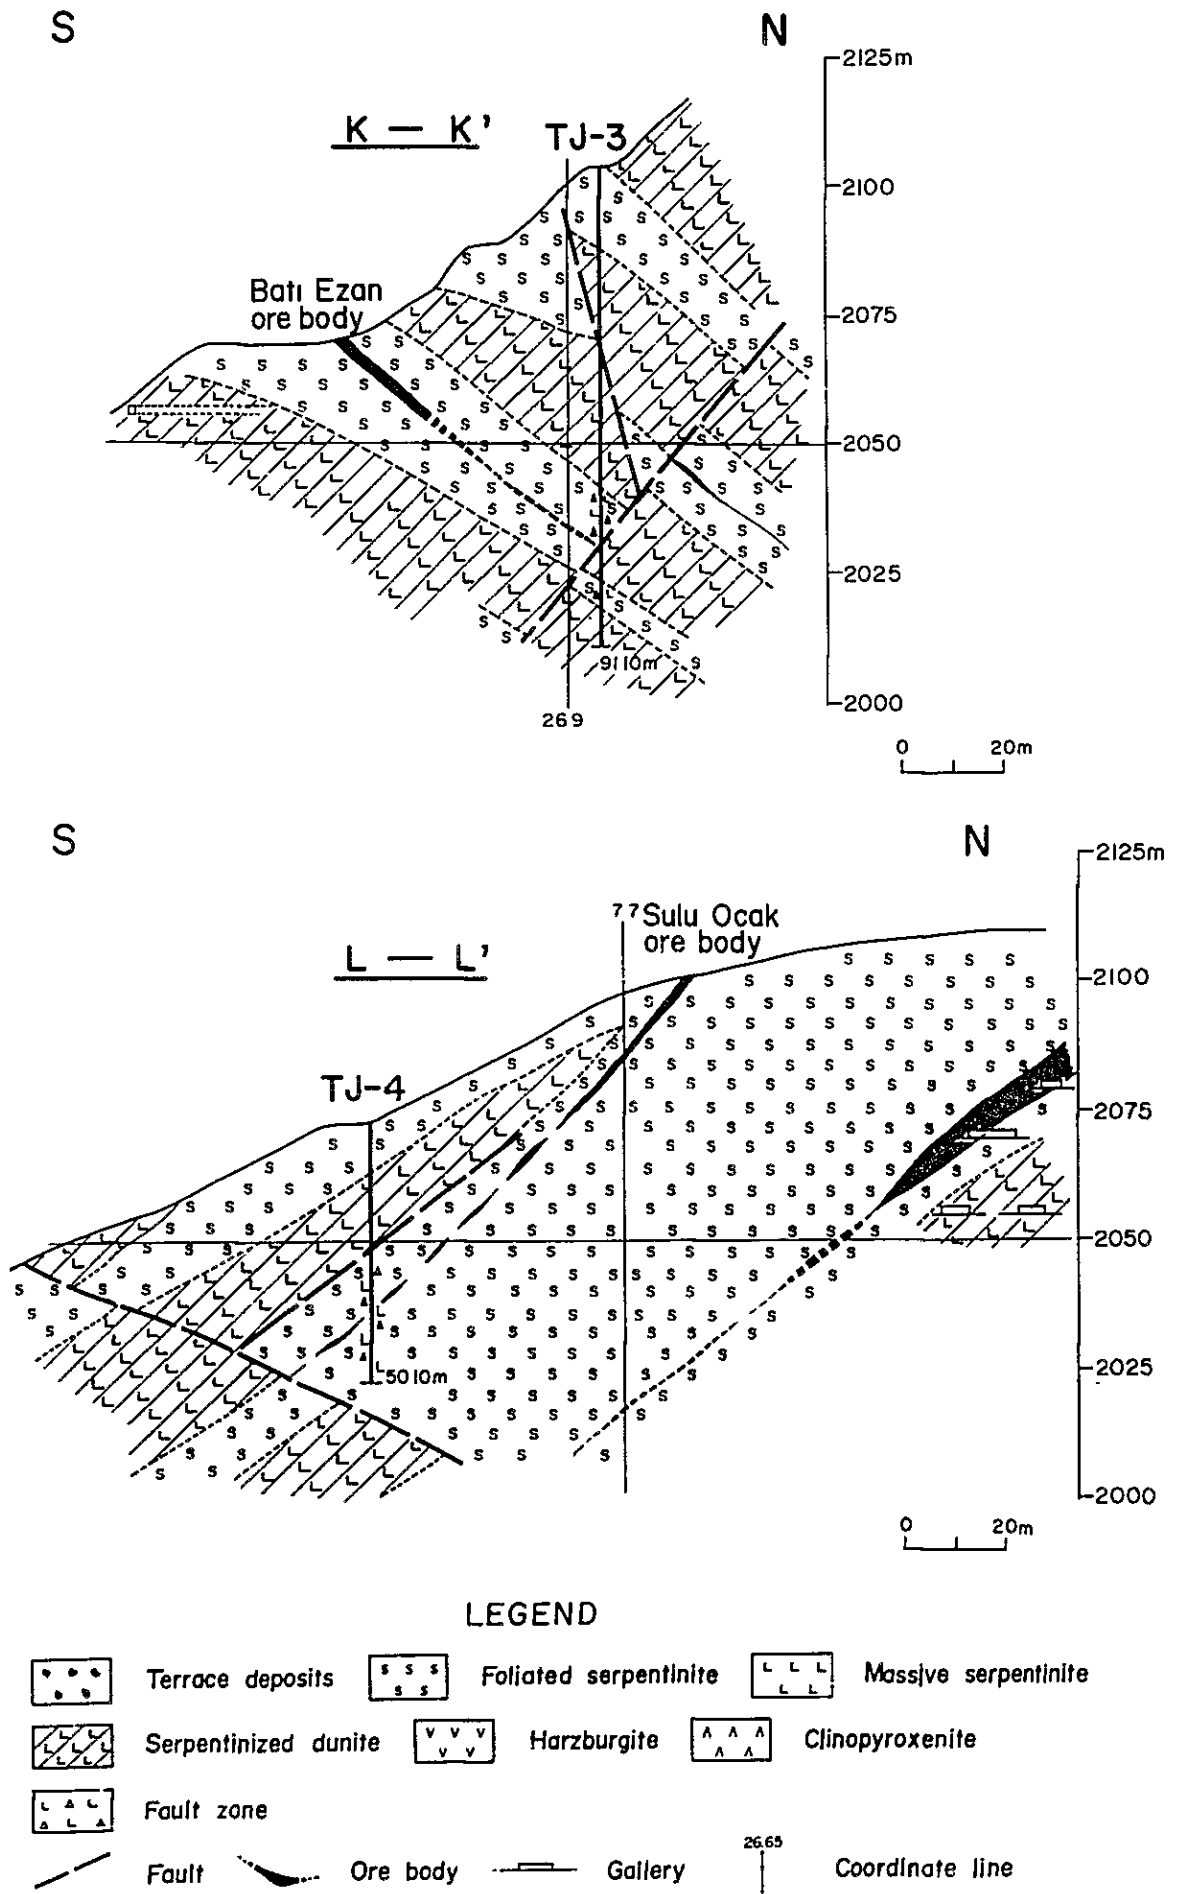 S
N
2125m
K — K'
TJ-3
2100
Batı Ezan
ore body
2075
2050
2025
91 10m
2000
269
0 20m
S
N
2125m
77
Sulu Ocak
ore body
L — L'
2100
TJ-4
2075
2050
2025
50 10m
2000
0 20m
LEGEND
Terrace deposits
Foliated serpentinite
Massive serpentinite
Serpentinized dunite
Harzburgite
Clinopyroxenite
Fault zone
26.65
Fault
Ore body
Gallery
Coordinate line